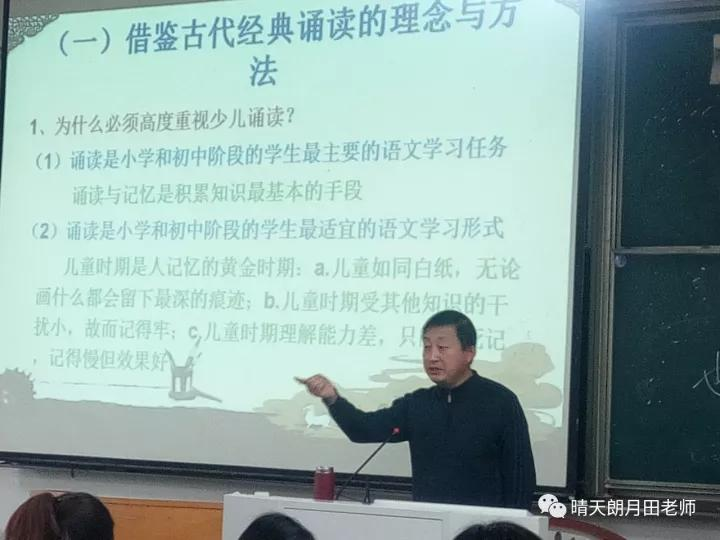 （一）借鉴古代经典诵读的理念与方
法
1、为什么必须高度重视少儿诵读？
（1）诵读是小学和初中阶段的学生最主要的语文学习任务
诵读与记忆是积累知识最基本的手段
（2）诵读是小学和初中阶段的学生最适宜的语文学习形式
儿童时期是人记忆的黄金时期：a.儿童如同白纸，无论
画什么都会留下最深的痕迹；b.儿童时期受其他知识的干
扰小，故而记得牢；c.儿童时期理解能力差，只 死记
，记得慢但效果好
也
晴天朗月田老师